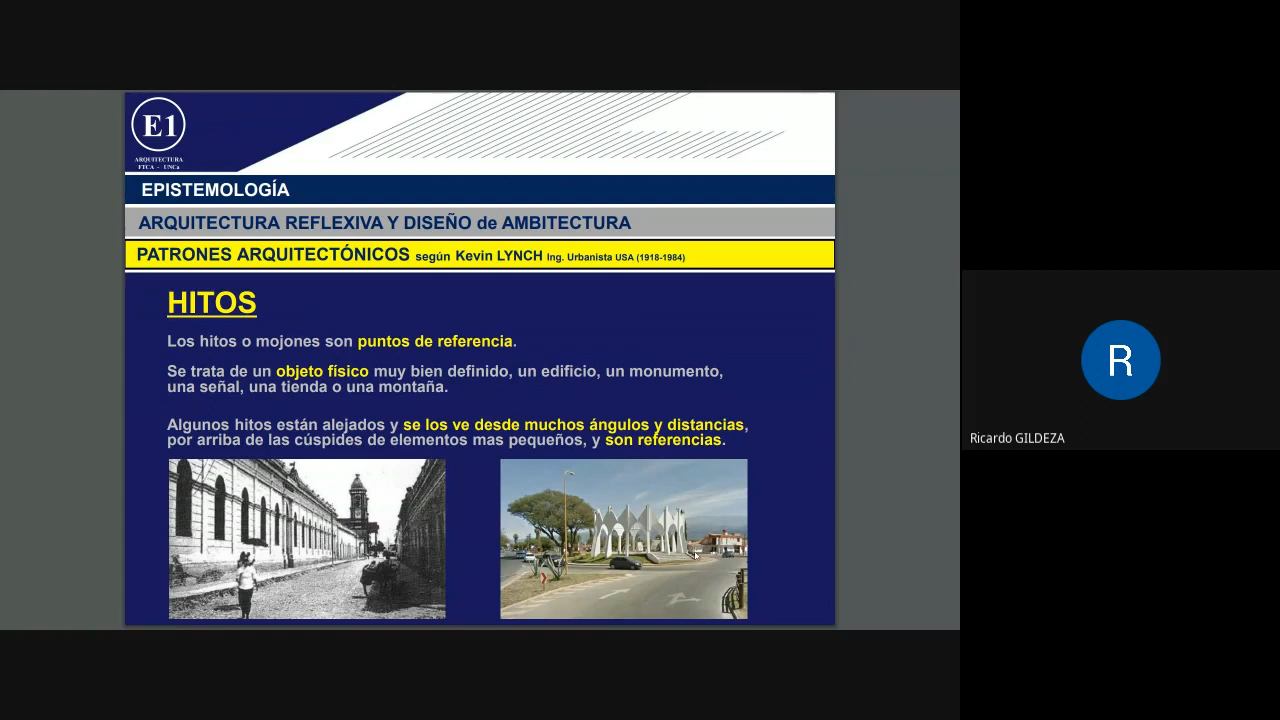 E1
ARQUITECTURA
FTCA - UNCa
EPISTEMOLOGÍA
ARQUITECTURA REFLEXIVA Y DISEÑO de AMBITECTURA
PATRONES ARQUITECTÓNICOS según Kevin LYNCH Ing. Urbanista USA (1918-1984)
HITOS
Los hitos o mojones son puntos de referencia.
Se trata de un objeto físico muy bien definido, un edificio, un monumento,
una señal, una tienda o una montaña.
Algunos hitos están alejados y se los ve desde muchos ángulos y distancias,
por arriba de las cúspides de elementos mas pequeños, y son referencias.
R
Ricardo GILDEZA